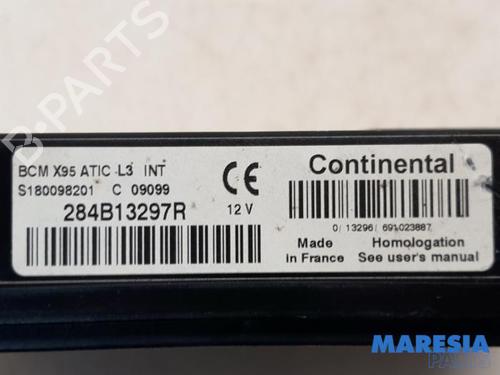 B-PARTS
BCM X95 ATIC L3 INT
S180098201 C 09099
284B13297R
CE
12 V
Continental
0/ 13296/ 691023887
Made in France
Homologation
See user's manual
MARESIA
PARTS